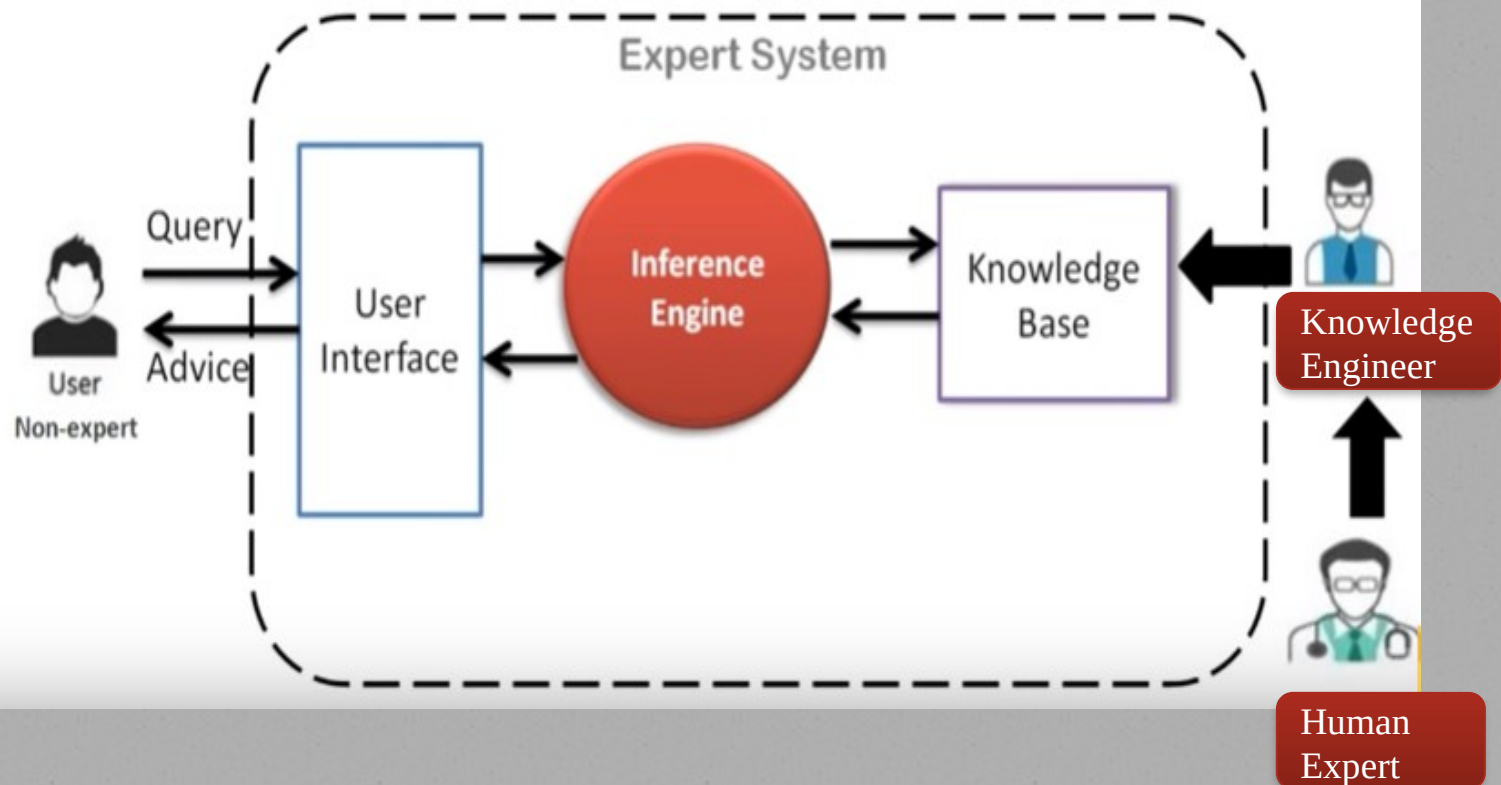 Expert System
Query
Advice
User
Non-expert
User
Interface
Inference
Engine
Knowledge
Base
Knowledge
Engineer
Human
Expert